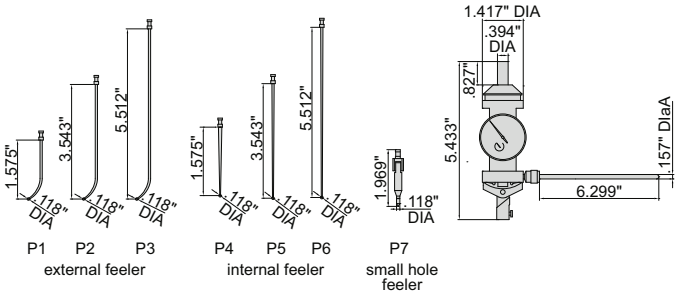 1.417" DIA
.394"
DIA
.827"
5.433"
.157" DIaA
6.299"
1.575"
3.543"
5.512"
1.575"
3.543"
5.512"
1.969"
.118"
DIA
.118"
DIA
.118"
DIA
.118"
DIA
.118"
DIA
.118"
DIA
.118"
DIA
P1 P2 P3 P4 P5 P6 P7
external feeler internal feeler small hole
feeler